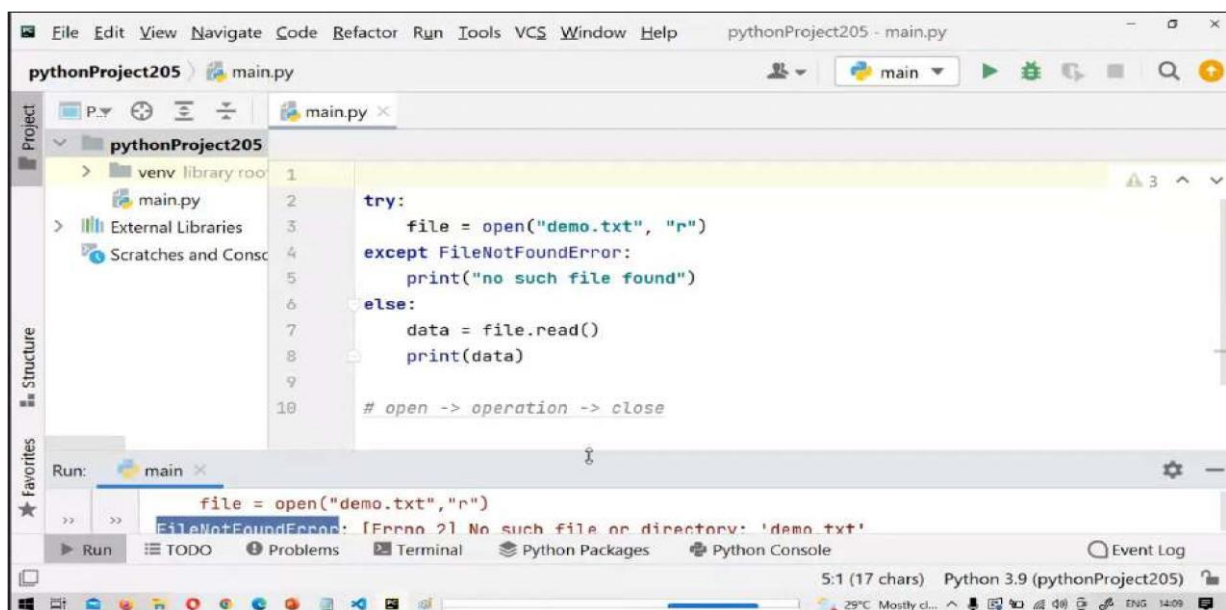 File Edit View Navigate Code Refactor Run Tools VCS Window Help pythonProject205 - main.py
pythonProject205 main.py main
Project
P.. main.py
pythonProject205
venv library roo
main.py
External Libraries
Scratches and Consc
3
1
2 try:
3 file = open("demo.txt", "r")
4 except FileNotFoundError:
5 print("no such file found")
6 else:
7 data = file.read()
8 print(data)
9
10 # open -> operation -> close
Structure
Favorites
Run: main
file = open("demo.txt","r")
FileNotFoundError: [Errno 2] No such file or directory: 'demo.txt'
Run TODO Problems Terminal Python Packages Python Console Event Log
5:1 (17 chars) Python 3.9 (pythonProject205)
29°C Mostly cl... ENG 14:09